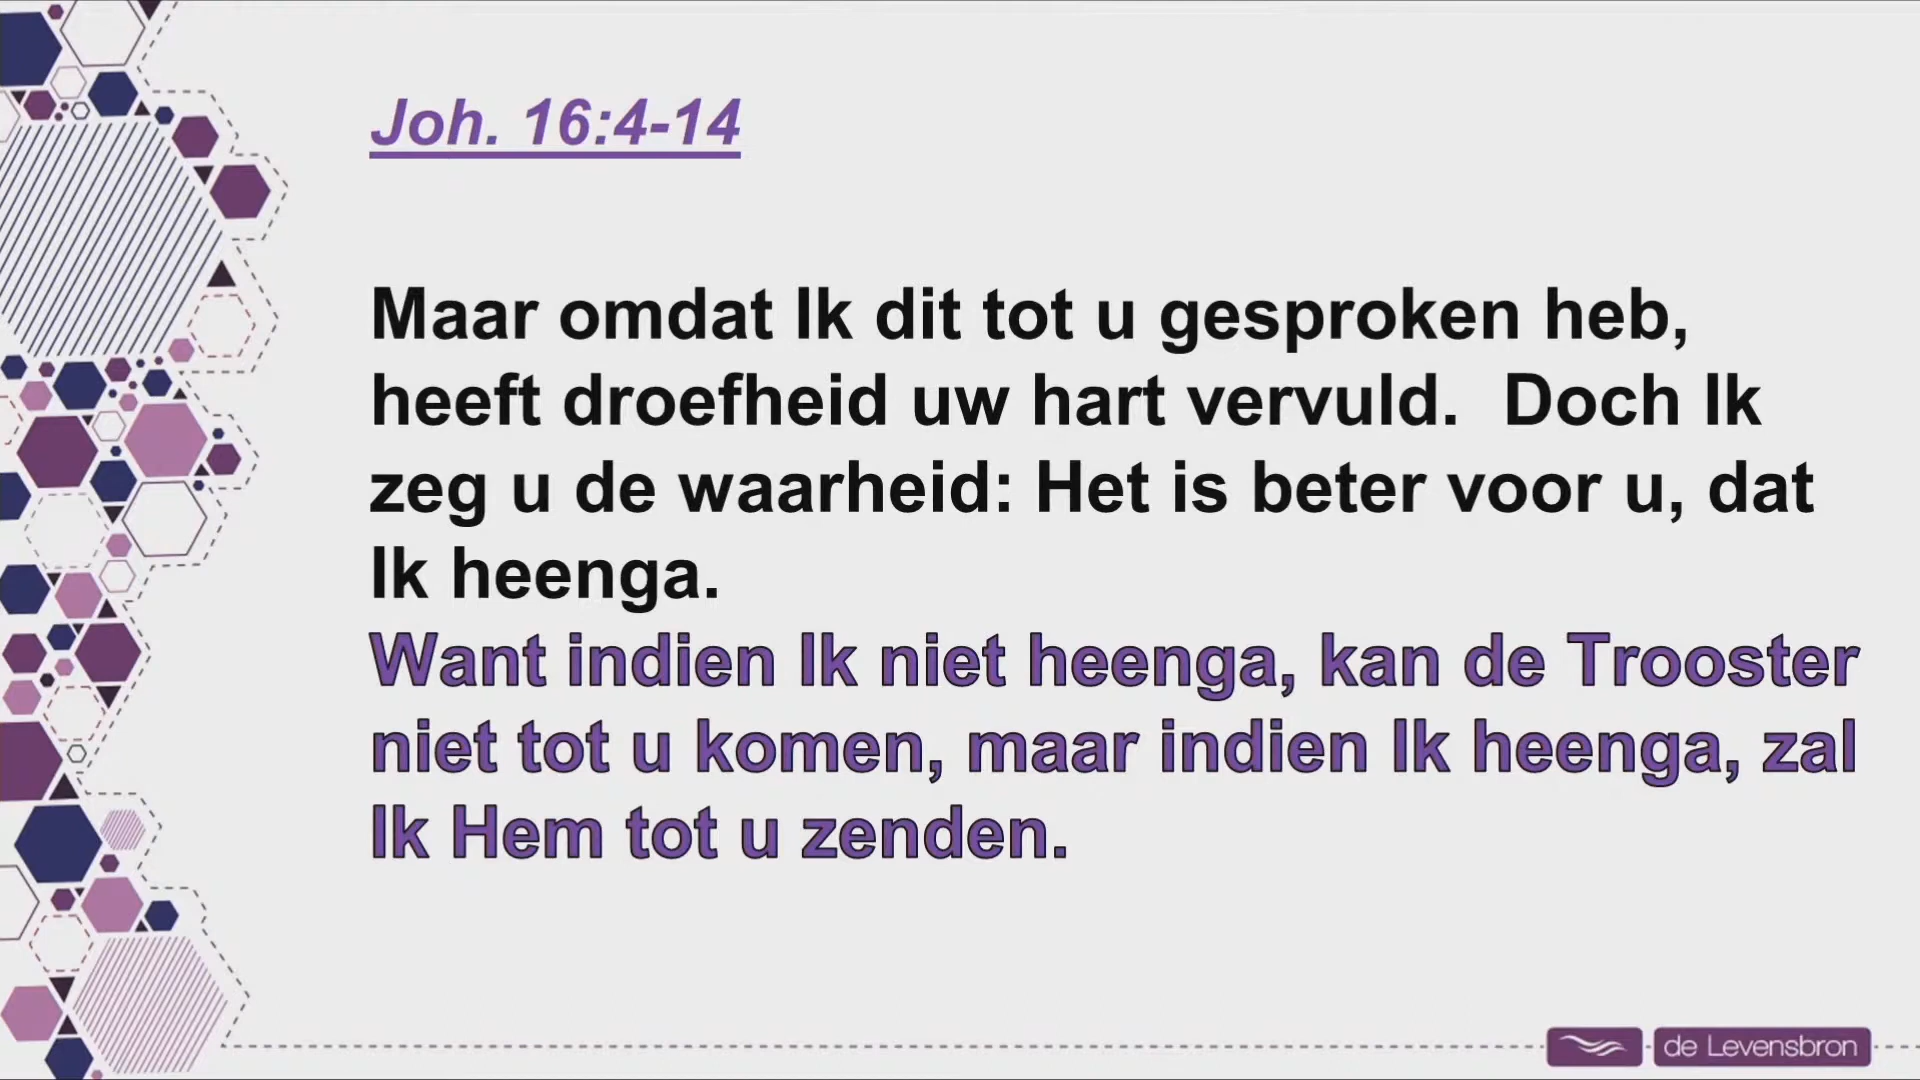 Joh. 16:4-14
Maar omdat Ik dit tot u gesproken heb,
heeft droefheid uw hart vervuld.  Doch Ik
zeg u de waarheid: Het is beter voor u, dat
Ik heenga.
Want indien Ik niet heenga, kan de Trooster
niet tot u komen, maar indien Ik heenga, zal
Ik Hem tot u zenden.
de Levensbron